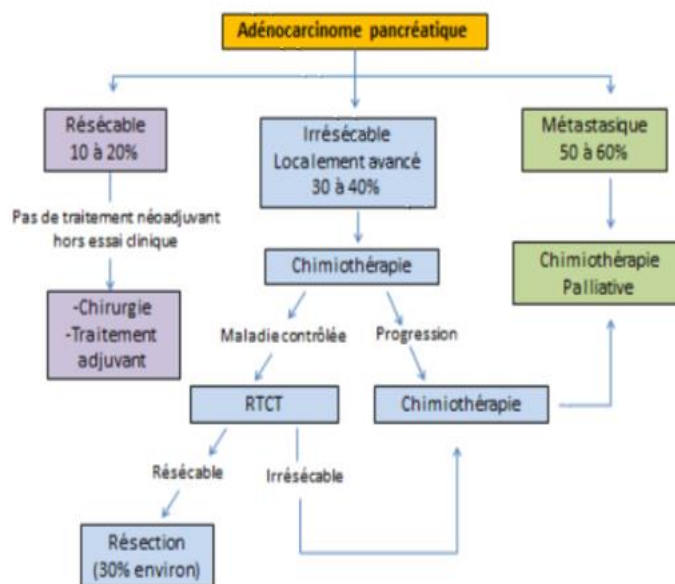 Adénocarcinome pancréatique
Résécable
10 à 20%
Irrésécable
Localement avancé
30 à 40%
Métastasique
50 à 60%
Pas de traitement néoadjuvant
hors essai clinique
Chimiothérapie
Chimiothérapie
Palliative
-Chirurgie
-Traitement
adjuvant
Maladie contrôlée
Progression
RTCT
Chimiothérapie
Résécable
Irrésécable
Résection
(30% environ)